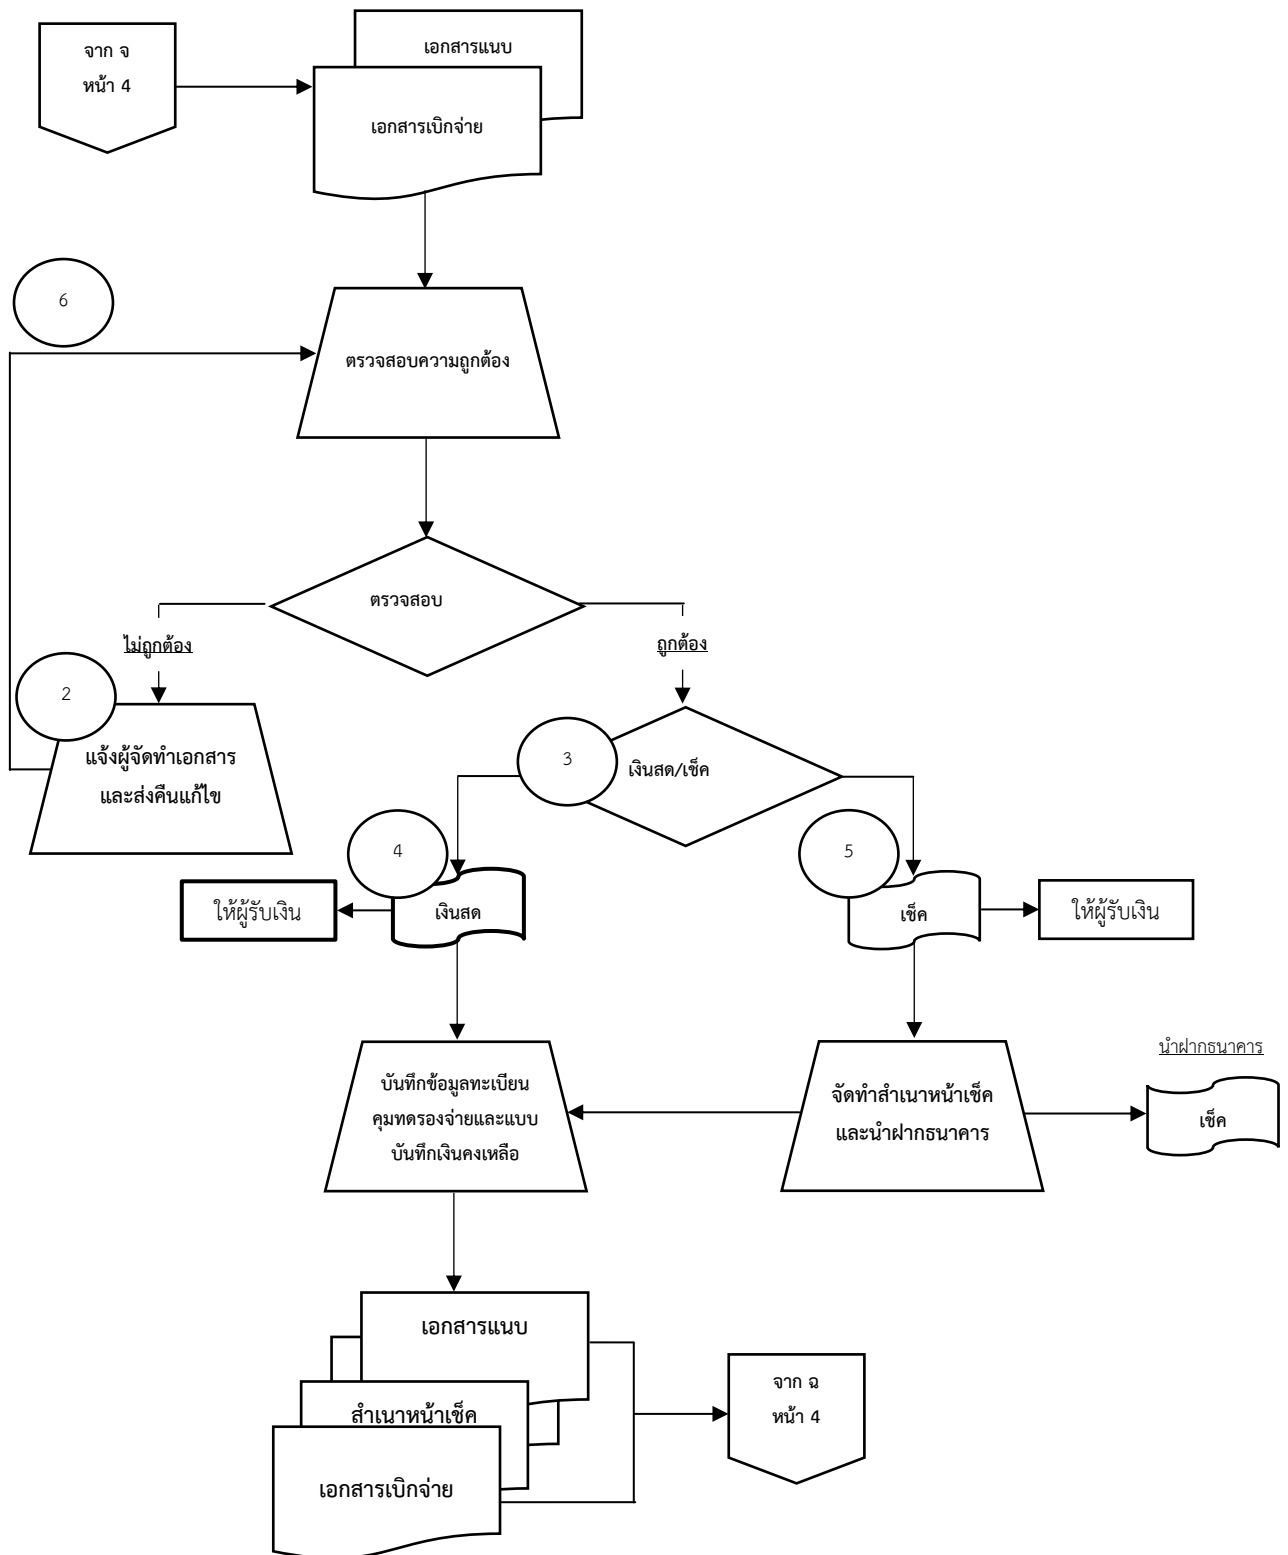 จาก จ
หน้า 4
เอกสารแนบ
เอกสารเบิกจ่าย
6
ตรวจสอบความถูกต้อง
ตรวจสอบ
ไม่ถูกต้อง
ถูกต้อง
2
แจ้งผู้จัดทำเอกสาร
และส่งคืนแก้ไข
3
เงินสด/เช็ค
4
5
ให้ผู้รับเงิน
เงินสด
เช็ค
ให้ผู้รับเงิน
นำฝากธนาคาร
บันทึกข้อมูลทะเบียน
คุมทดรองจ่ายและแบบ
บันทึกเงินคงเหลือ
จัดทำสำเนาหน้าเช็ค
และนำฝากธนาคาร
เช็ค
เอกสารแนบ
สำเนาหน้าเช็ค
เอกสารเบิกจ่าย
จาก ฉ
หน้า 4